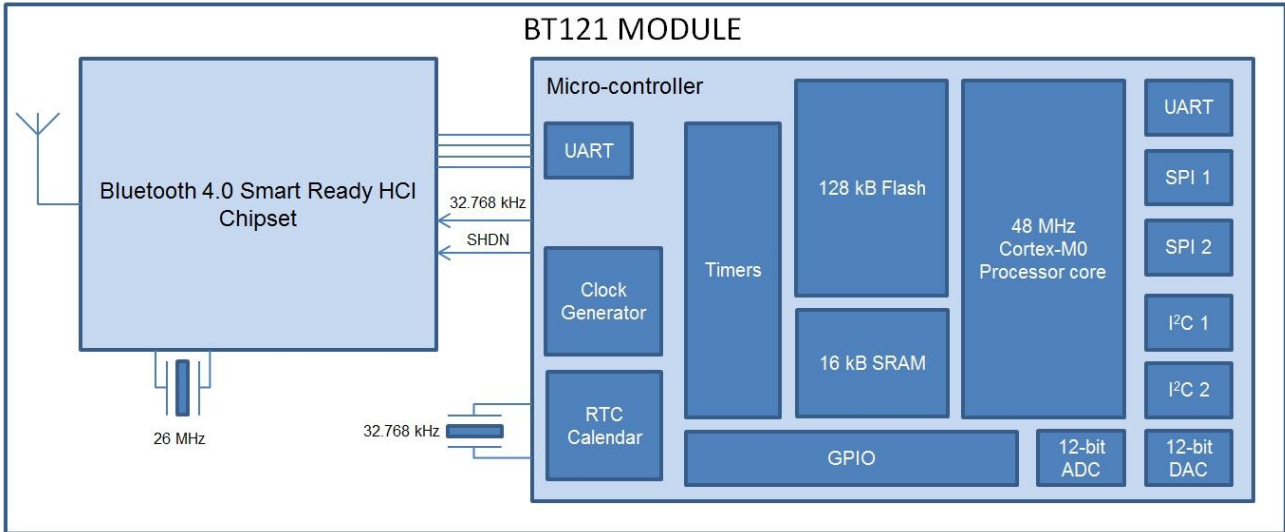 BT121 MODULE
Bluetooth 4.0 Smart Ready HCI
Chipset
26 MHz
32.768 kHz
SHDN
32.768 kHz
Micro-controller
UART
Clock
Generator
RTC
Calendar
Timers
128 kB Flash
16 kB SRAM
48 MHz
Cortex-M0
Processor core
GPIO
UART
SPI 1
SPI 2
I²C 1
I²C 2
12-bit
ADC
12-bit
DAC